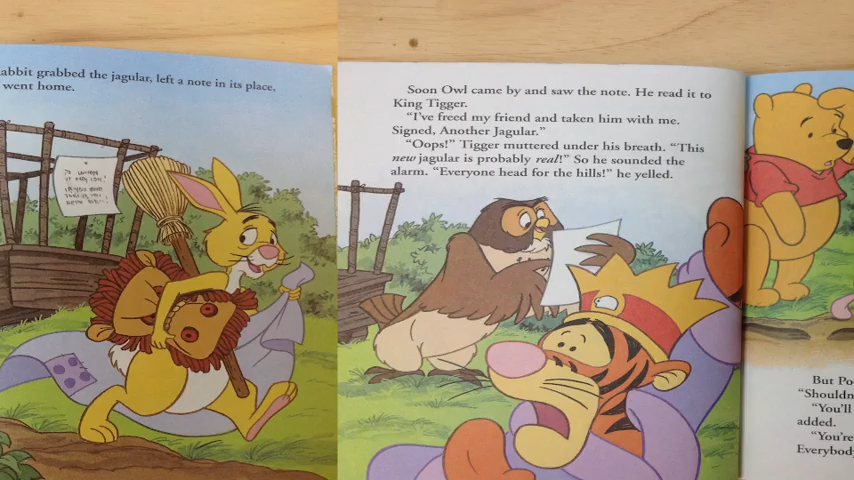 abbit grabbed the jagular, left a note in its place,
went home.
Soon Owl came by and saw the note. He read it to
King Tigger.
"I've freed my friend and taken him with me.
Signed, Another Jagular."
"Oops!" Tigger muttered under his breath. "This
new jagular is probably real!" So he sounded the
alarm. "Everyone head for the hills!" he yelled.
But Po
"Shouldn
"You'll
added.
"You're
Everybod